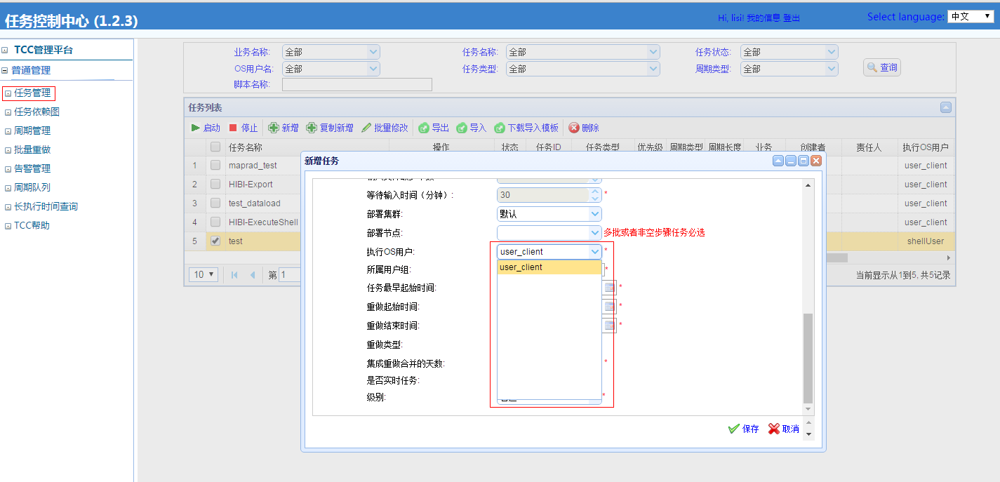 任务控制中心 (1.2.3)
Hi, lisi! 我的信息 登出
Select language: 中文
TCC管理平台
普通管理
任务管理
任务依赖图
周期管理
批量重做
告警管理
周期队列
长执行时间查询
TCC帮助
业务名称: 全部 任务名称: 全部 任务状态: 全部
OS用户名: 全部 任务类型: 全部 周期类型: 全部 查询
脚本名称:
任务列表
启动 停止 新增 复制新增 批量修改 导出 导入 下载导入模板 删除
任务名称 操作 状态 任务ID 任务类型 优先级 周期类型 周期长度 业务 创建者 责任人 执行OS用户
1 maprad_test user_client
2 HIBI-Export user_client
3 test_dataload user_client
4 HIBI-ExecuteShell user_client
5 test shellUser
10 第 1 当前显示从1到5, 共5记录
新增任务
等待输入时间（分钟）: 30 *
部署集群: 默认
部署节点: 多批或者非空步骤任务必选
执行OS用户: user_client *
user_client
所属用户组: *
任务最早起始时间: *
重做起始时间: *
重做结束时间: *
重做类型:
集成重做合并的天数: *
是否实时任务:
级别: *
保存 取消